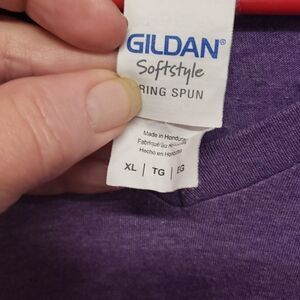 GILDAN®
Softstyle
RING SPUN
Made in Honduras
Fabriqué au Honduras
Hecho en Honduras
XL | TG | EG